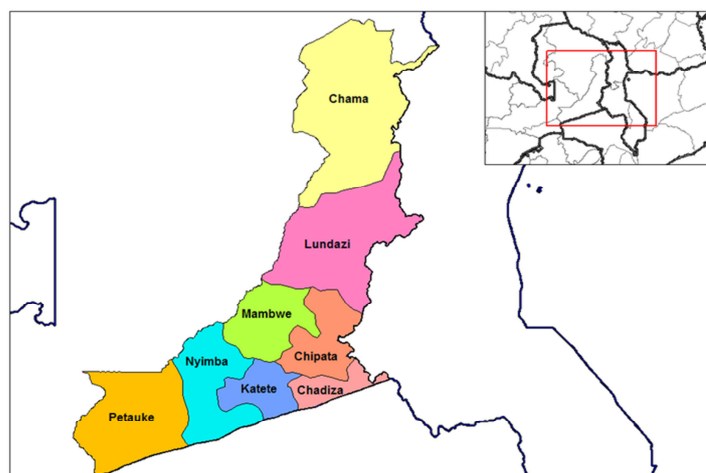 Chama
Lundazi
Mambwe
Chipata
Nyimba
Katete
Chadiza
Petauke